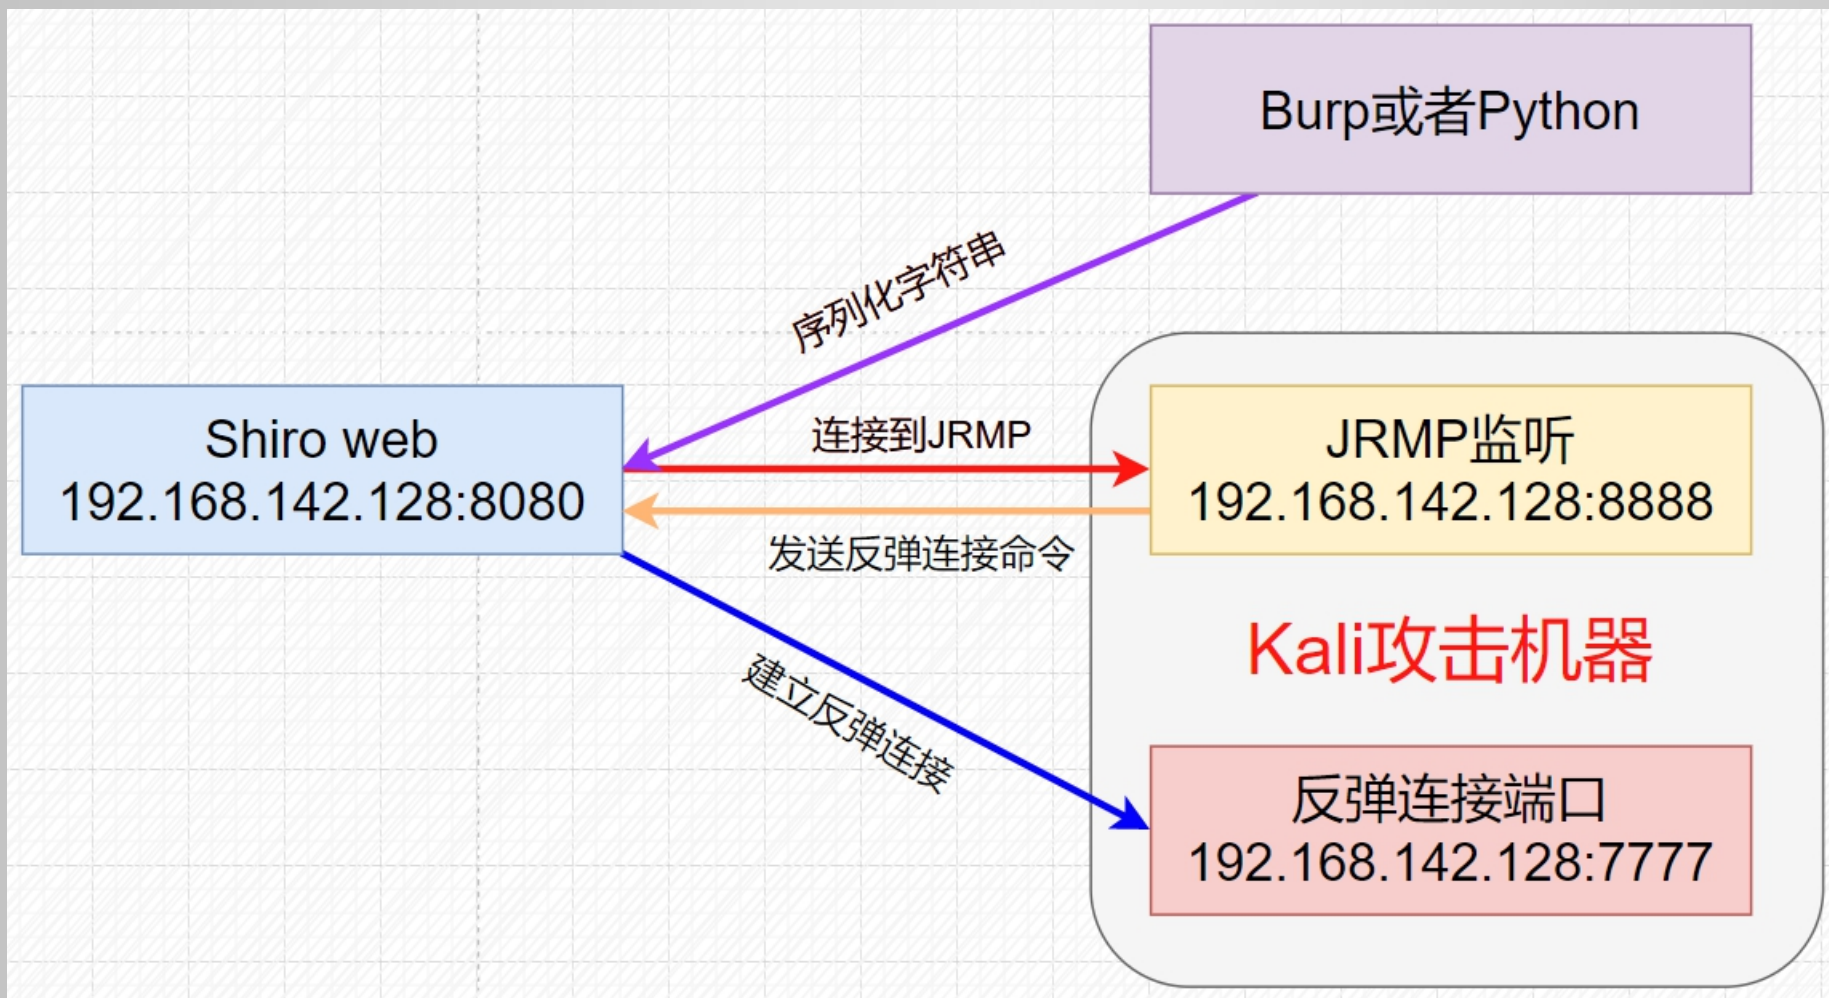 Burp或者Python
序列化字符串
Shiro web
192.168.142.128:8080
连接到JRMP
发送反弹连接命令
JRMP监听
192.168.142.128:8888
Kali攻击机器
建立反弹连接
反弹连接端口
192.168.142.128:7777